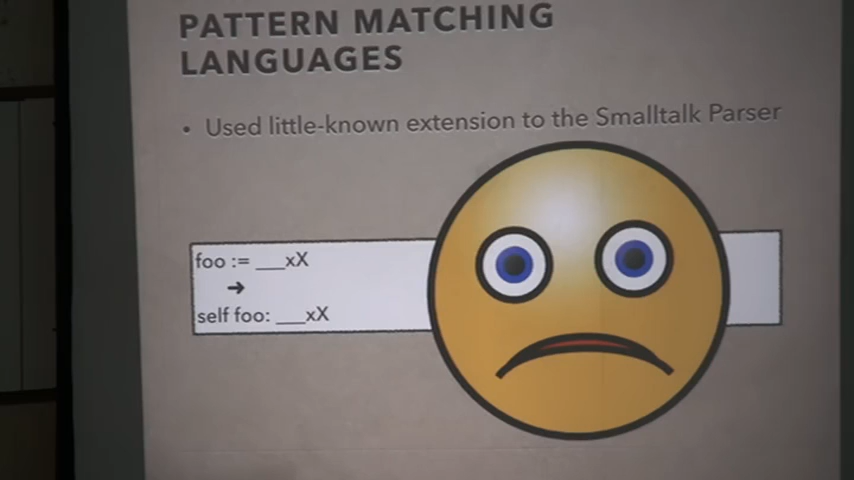 PATTERN MATCHING
LANGUAGES
• Used little-known extension to the Smalltalk Parser
foo := ___xX
➔
self foo: ___xX